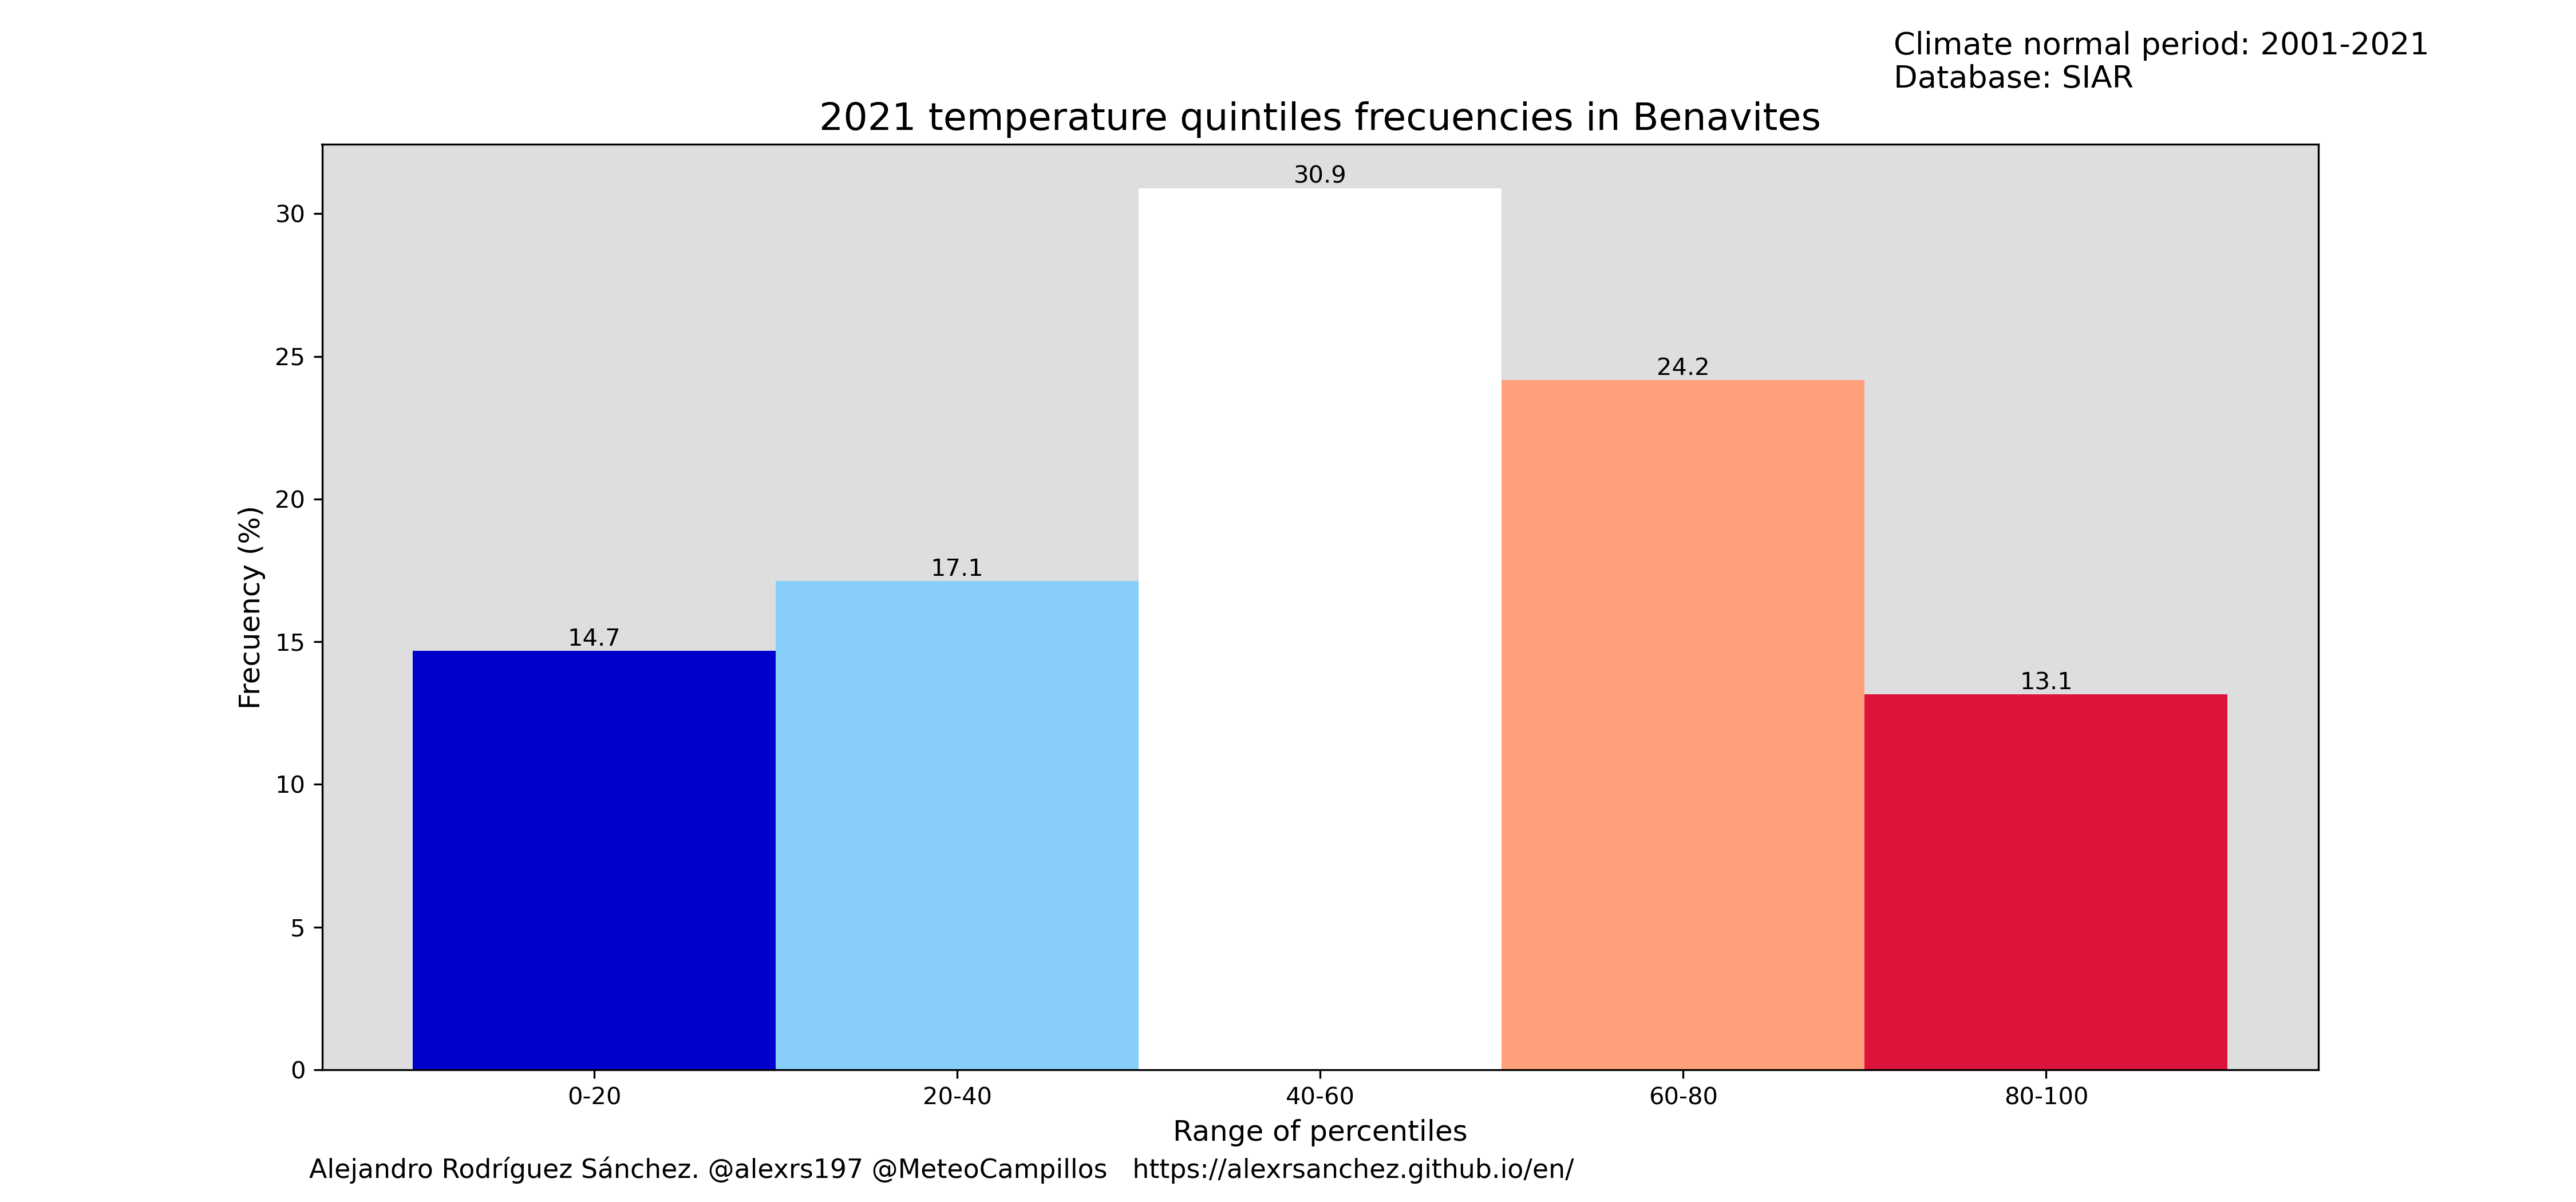 Climate normal period: 2001-2021
Database: SIAR
2021 temperature quintiles frecuencies in Benavites
30.9
30
25
24.2
20
Frecuency (%)
17.1
15
14.7
13.1
10
5
0
0-20 20-40 40-60 60-80 80-100
Range of percentiles
Alejandro Rodríguez Sánchez. @alexrs197 @MeteoCampillos https://alexrsanchez.github.io/en/